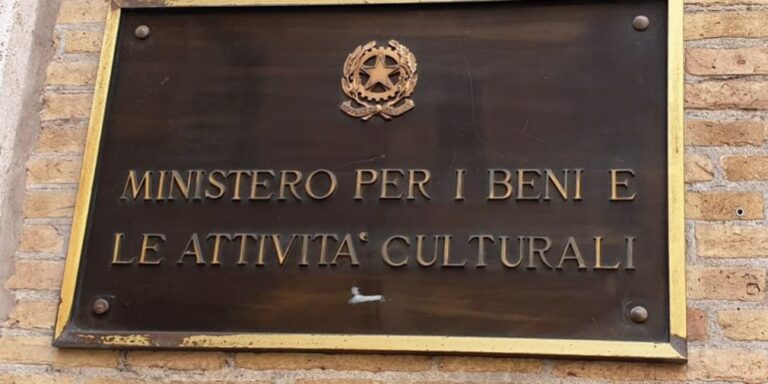 MINISTERO PER I BENI E
LE ATTIVITA' CULTURALI